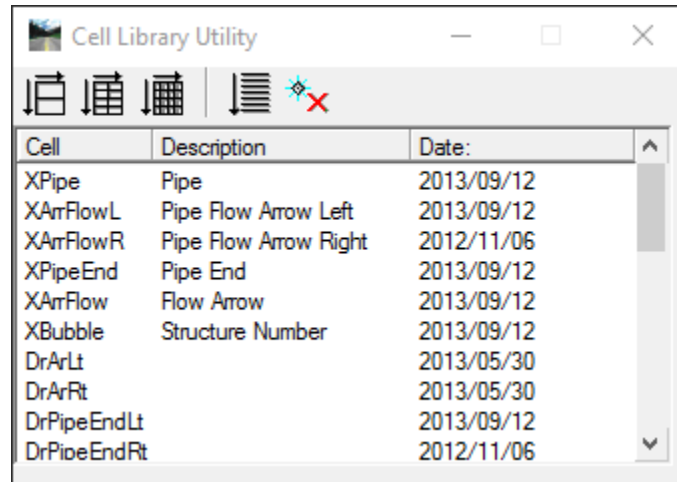 Cell Library Utility
Cell Description Date:
XPipe Pipe 2013/09/12
XArrFlowL Pipe Flow Arrow Left 2013/09/12
XArrFlowR Pipe Flow Arrow Right 2012/11/06
XPipeEnd Pipe End 2013/09/12
XArrFlow Flow Arrow 2013/09/12
XBubble Structure Number 2013/09/12
DrArLt 2013/05/30
DrArRt 2013/05/30
DrPipeEndLt 2013/09/12
DrPipeEndRt 2012/11/06